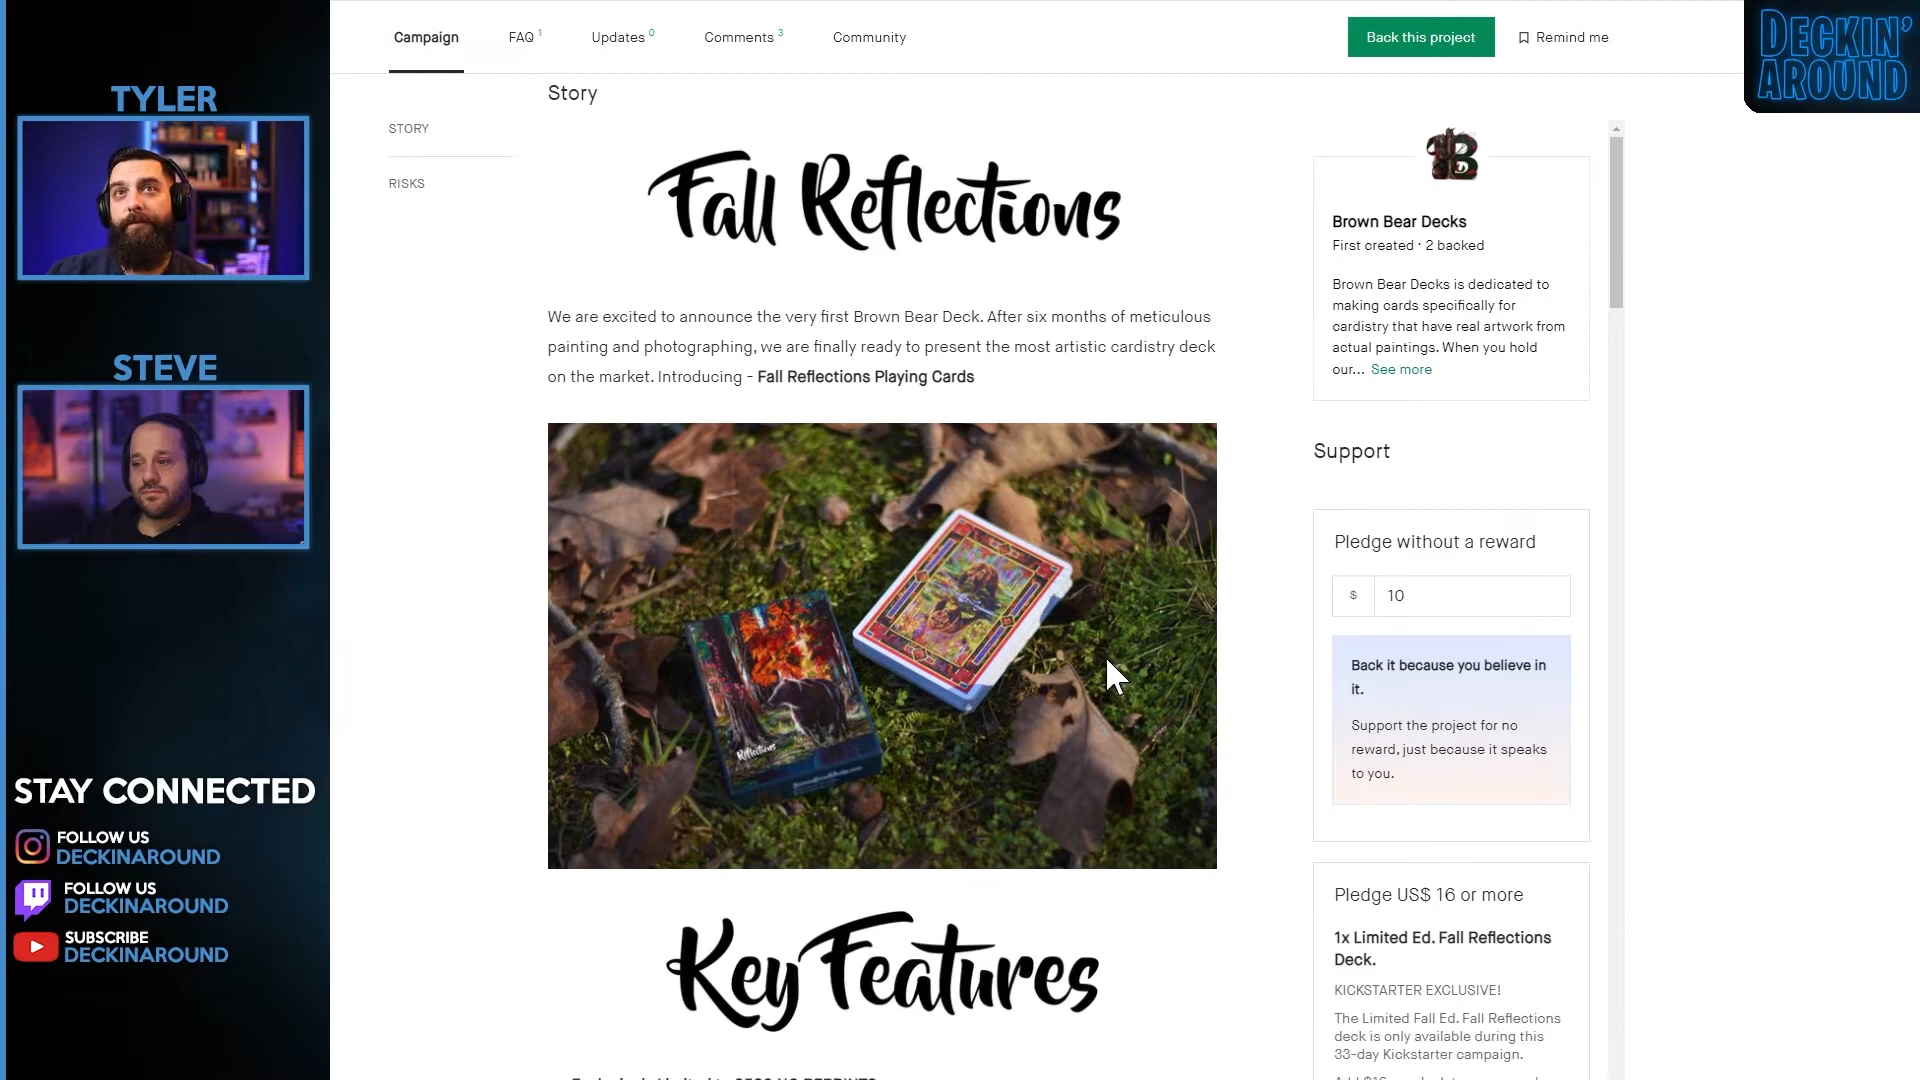 Campaign
FAQ 1
Updates 0
Comments 3
Community
Back this project
Remind me
DECKIN'
AROUND
TYLER
STEVE
STAY CONNECTED
FOLLOW US
DECKINAROUND
FOLLOW US
DECKINAROUND
SUBSCRIBE
DECKINAROUND
STORY
RISKS
Story
Fall Reflections
We are excited to announce the very first Brown Bear Deck. After six months of meticulous
painting and photographing, we are finally ready to present the most artistic cardistry deck
on the market. Introducing - Fall Reflections Playing Cards
Reflections
Key Features
Brown Bear Decks
First created · 2 backed
Brown Bear Decks is dedicated to
making cards specifically for
cardistry that have real artwork from
actual paintings. When you hold
our... See more
Support
Pledge without a reward
$ 10
Back it because you believe in
it.
Support the project for no
reward, just because it speaks
to you.
Pledge US$ 16 or more
1x Limited Ed. Fall Reflections
Deck.
KICKSTARTER EXCLUSIVE!
The Limited Fall Ed. Fall Reflections
deck is only available during this
33-day Kickstarter campaign.